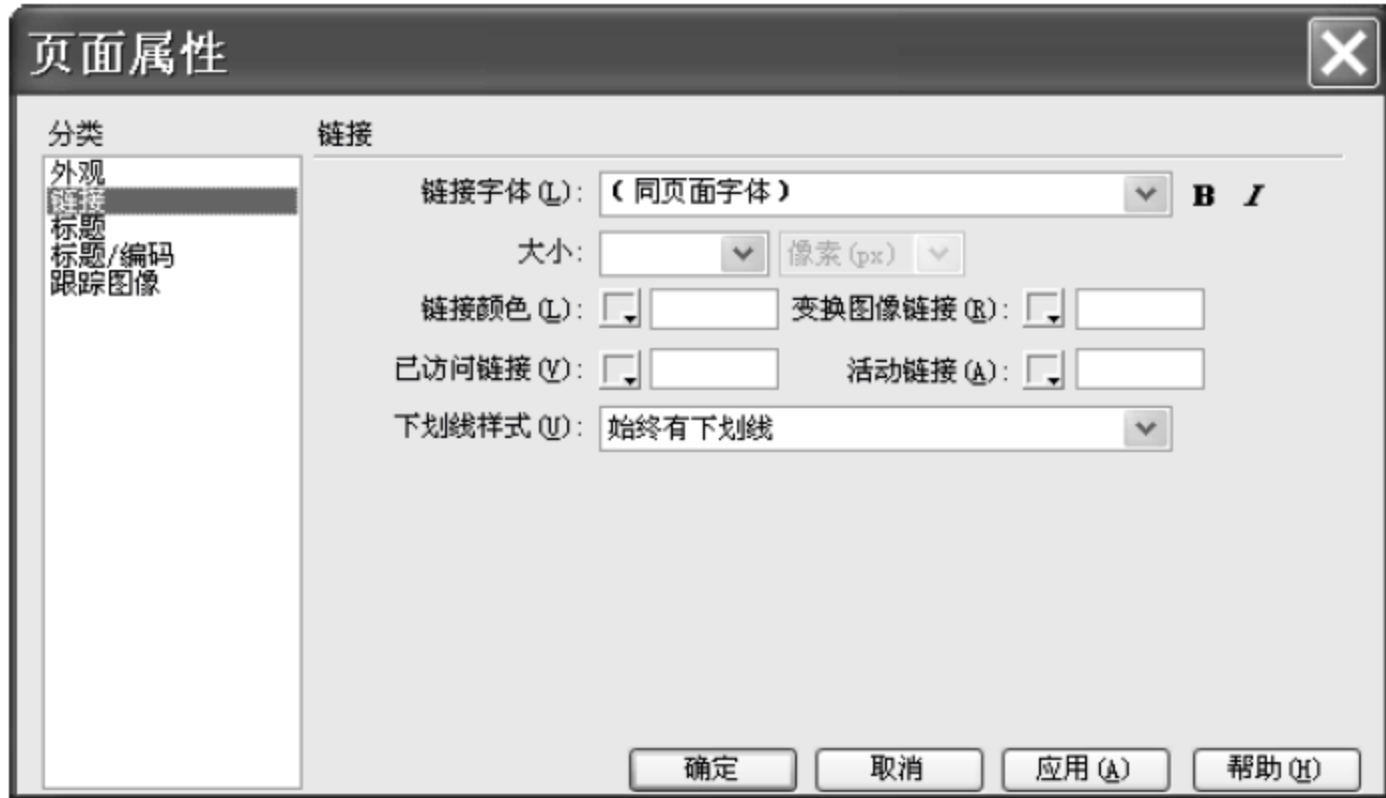 页面属性
分类
外观
链接
标题
标题/编码
跟踪图像
链接
链接字体(L): (同页面字体) B I
大小: 像素(px)
链接颜色(L): 变换图像链接(R):
已访问链接(V): 活动链接(A):
下划线样式(U): 始终有下划线
确定 取消 应用(A) 帮助(H)